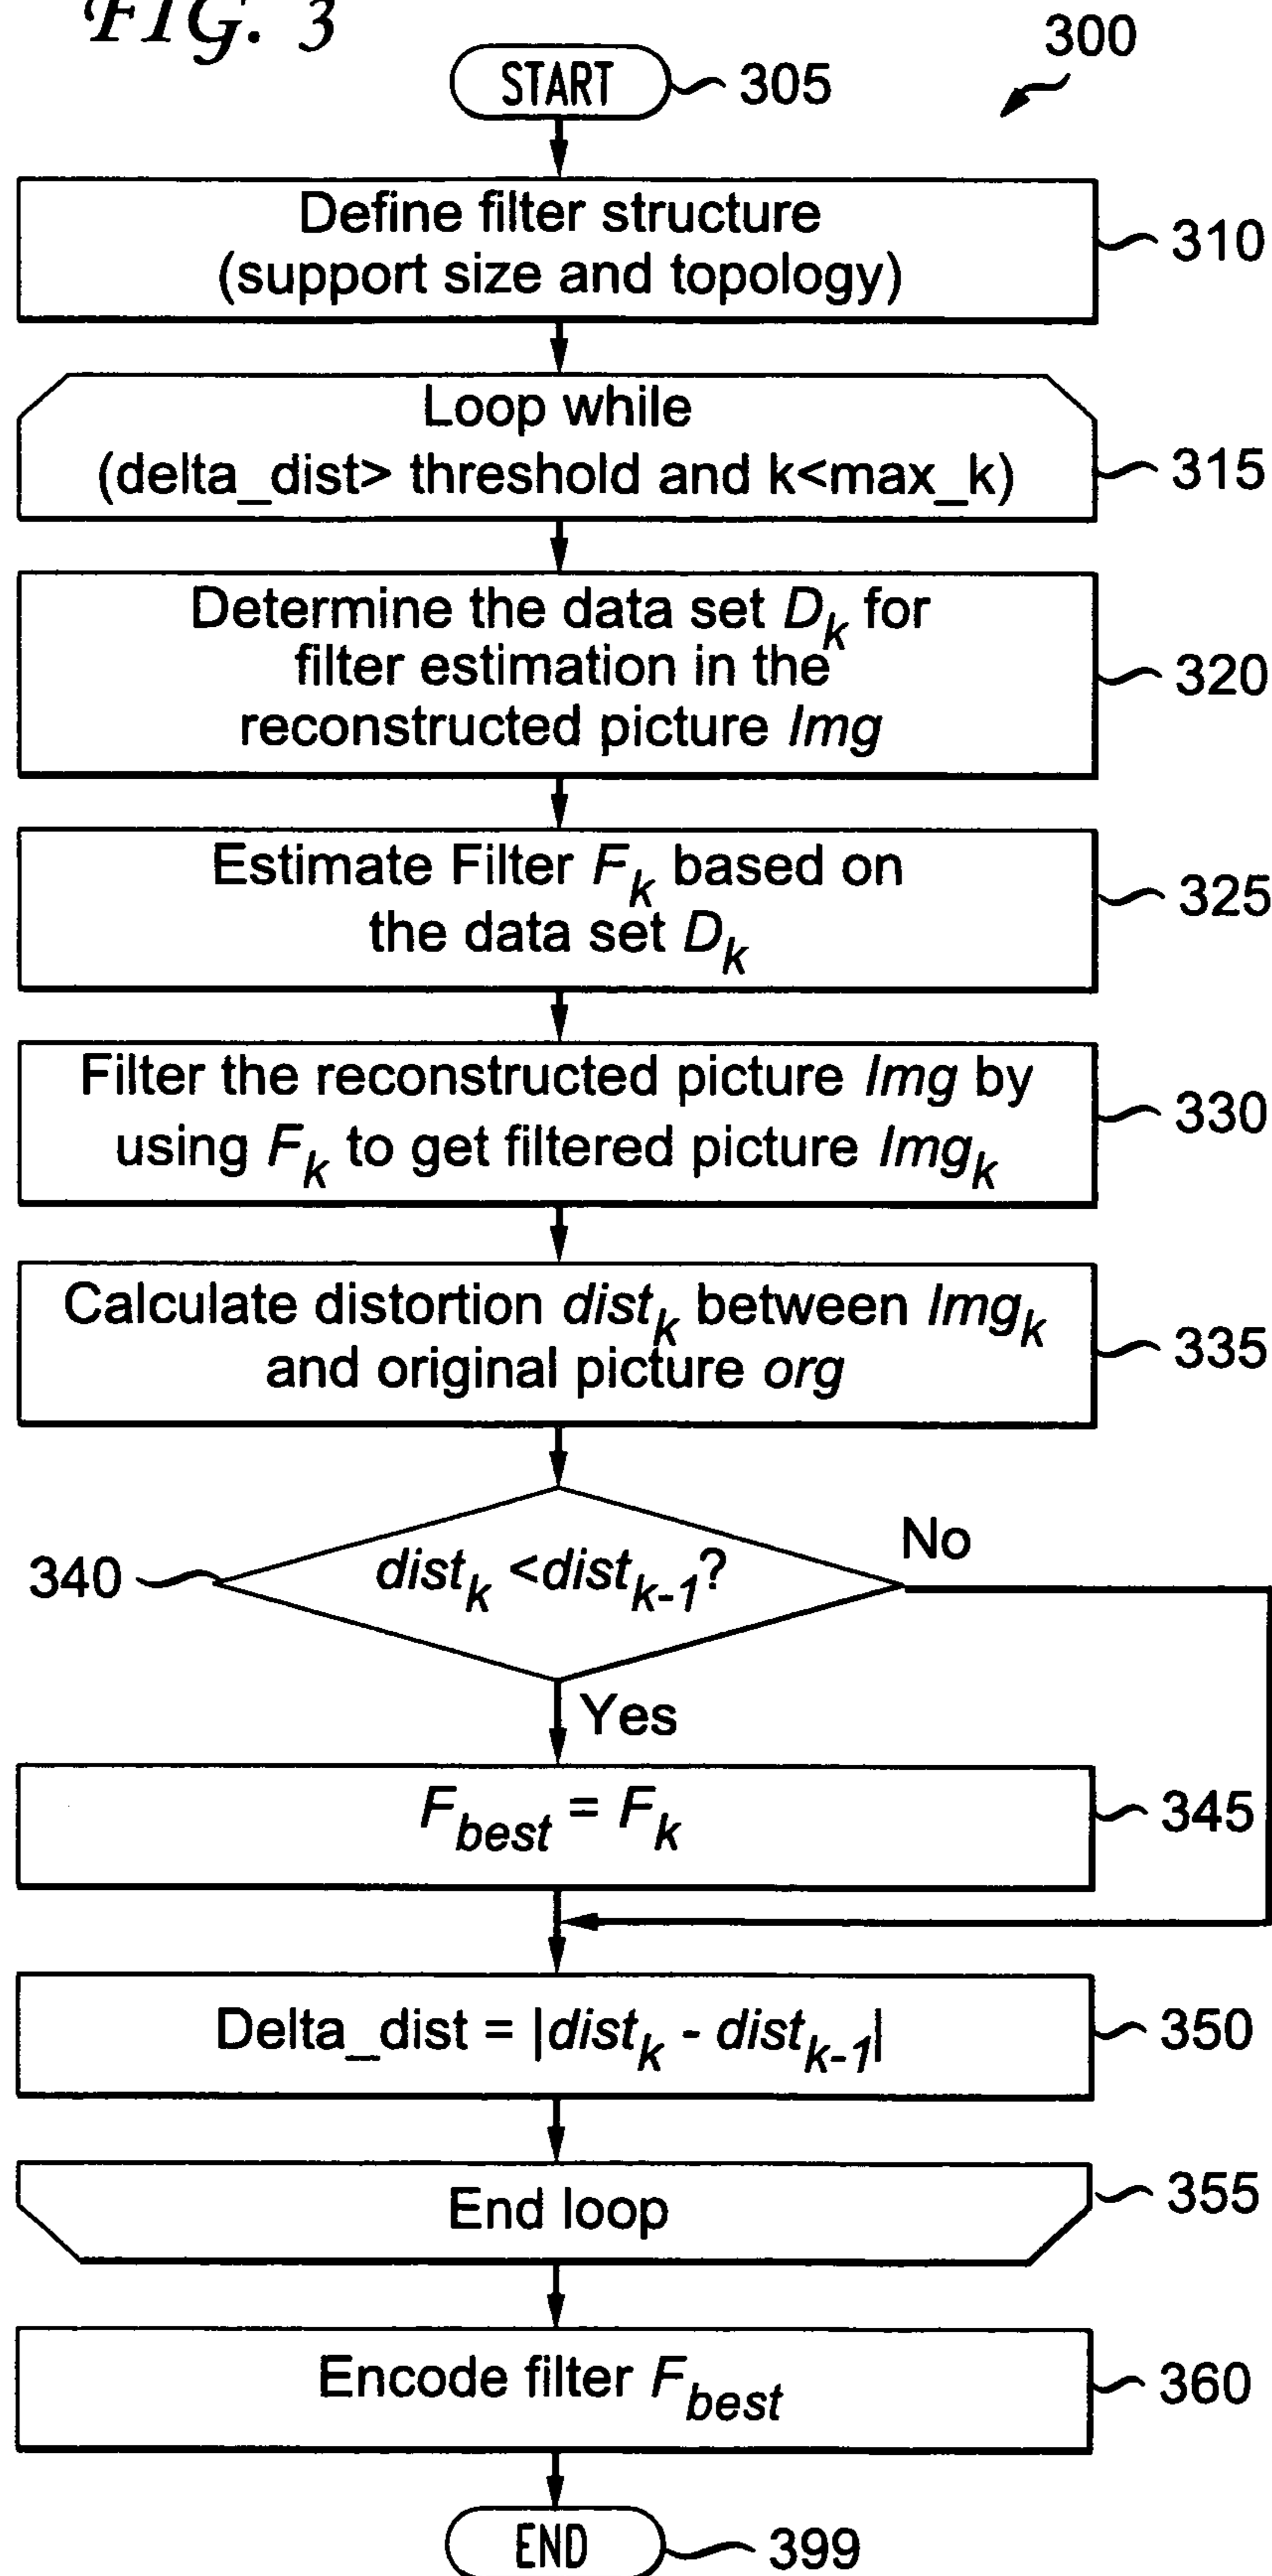 FIG. 3
300
START
305
Define filter structure
(support size and topology)
310
Loop while
(delta_dist> threshold and k<max_k)
315
Determine the data set Dk for
filter estimation in the
reconstructed picture Img
320
Estimate Filter Fk based on
the data set Dk
325
Filter the reconstructed picture Img by
using Fk to get filtered picture Imgk
330
Calculate distortion distk between Imgk
and original picture org
335
340
distk <distk-1?
No
Yes
Fbest = Fk
345
Delta_dist = |distk - distk-1|
350
End loop
355
Encode filter Fbest
360
END
399